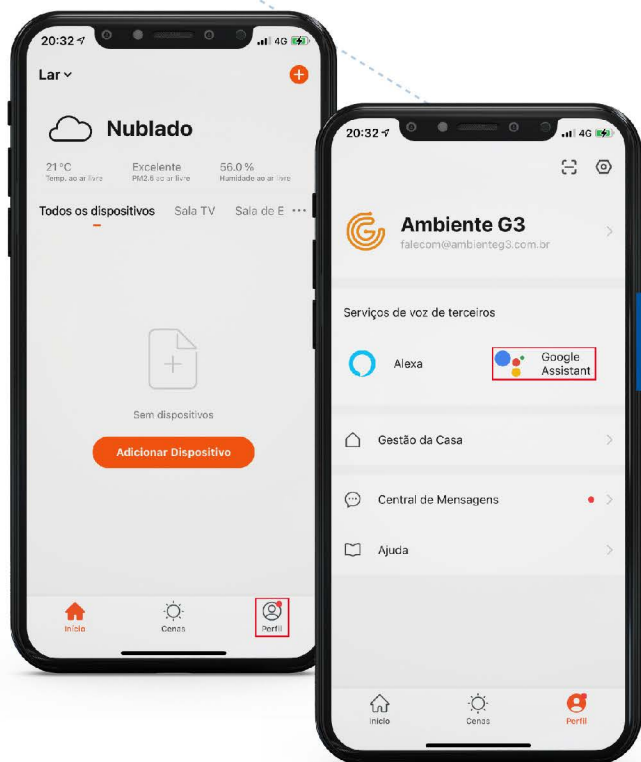 20:32
4G
Lar
Nublado
21°C
Excelente
56.0%
Temp. ao ar livre
PM2.5 ao ar livre
Humidade ao ar livre
Todos os dispositivos
Sala TV
Sala de E
Sem dispositivos
Adicionar Dispositivo
Início
Cenas
Perfil
20:32
4G
Ambiente G3
falecom@ambienteg3.com.br
Serviços de voz de terceiros
Alexa
Google
Assistant
Gestão da Casa
Central de Mensagens
Ajuda
Início
Cenas
Perfil